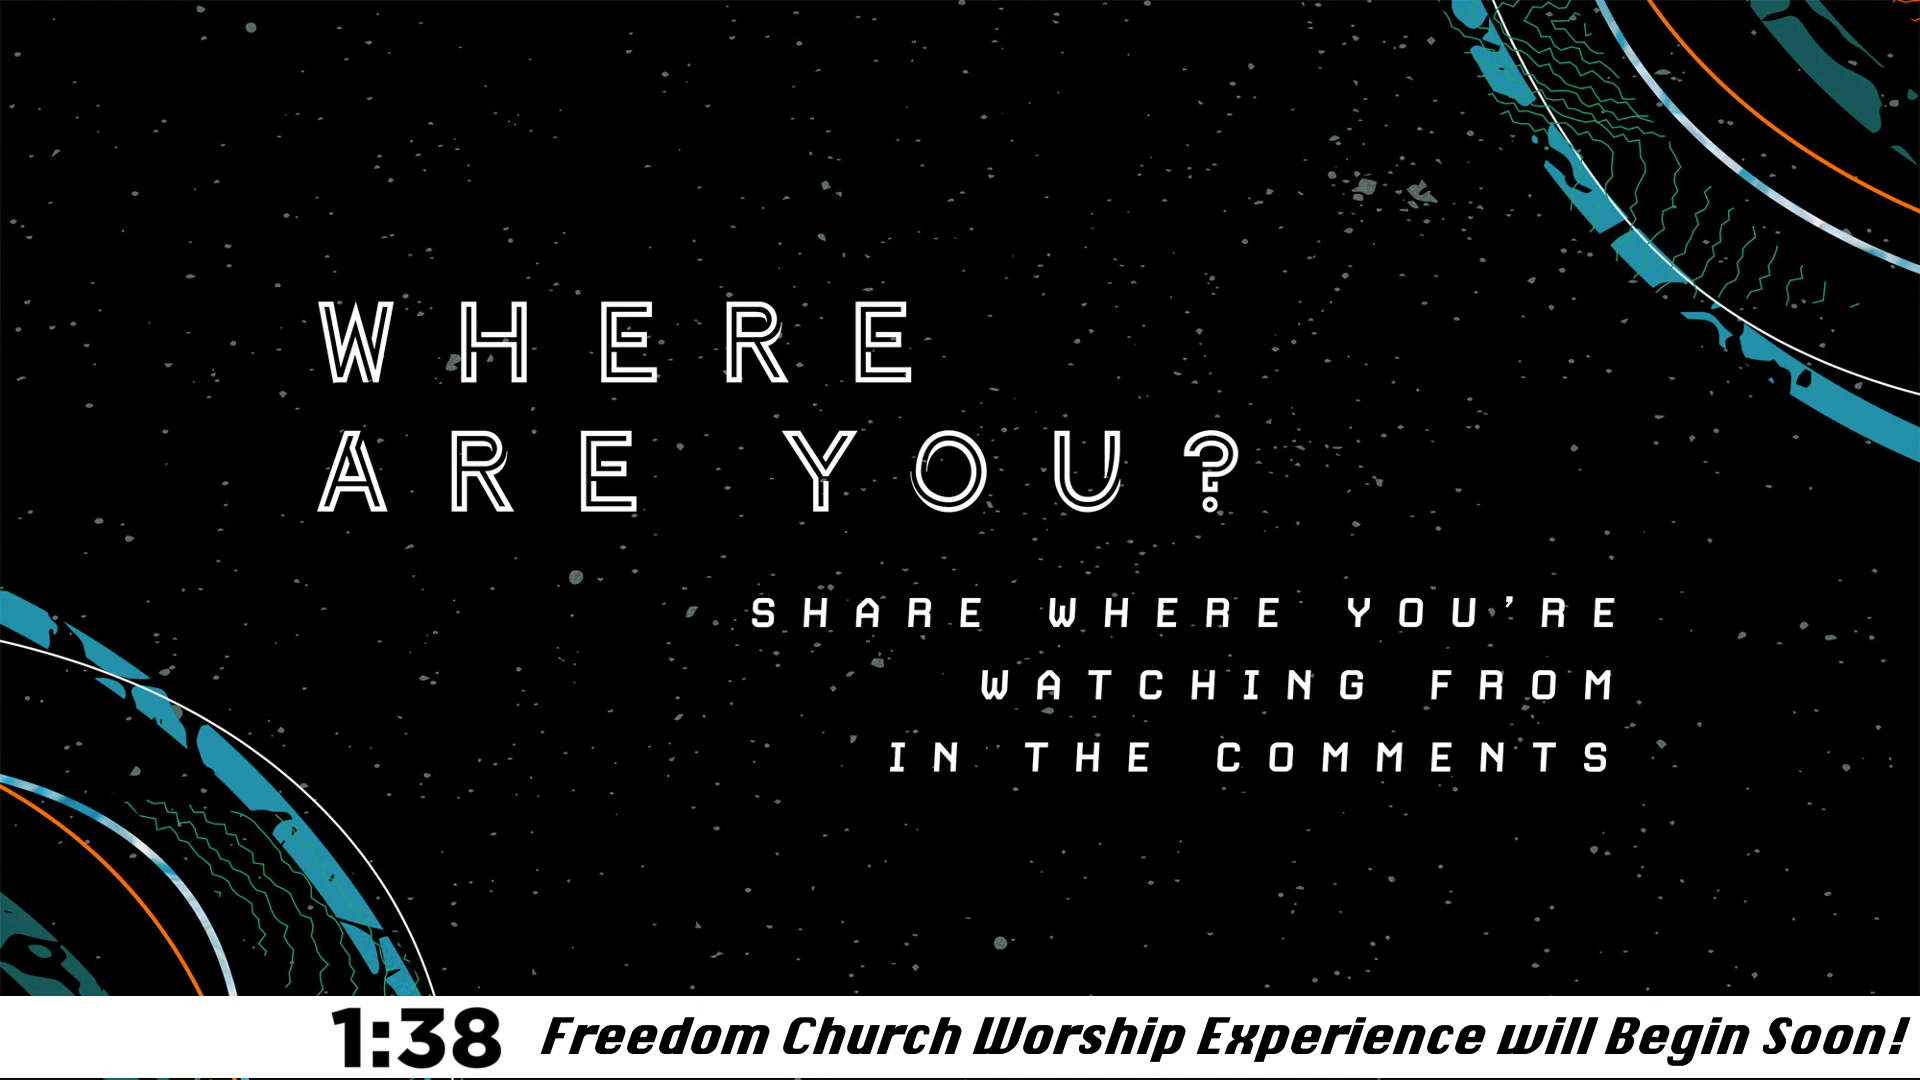 WHERE
ARE YOU?
SHARE WHERE YOU'RE
WATCHING FROM
IN THE COMMENTS
1:38 Freedom Church Worship Experience will Begin Soon!